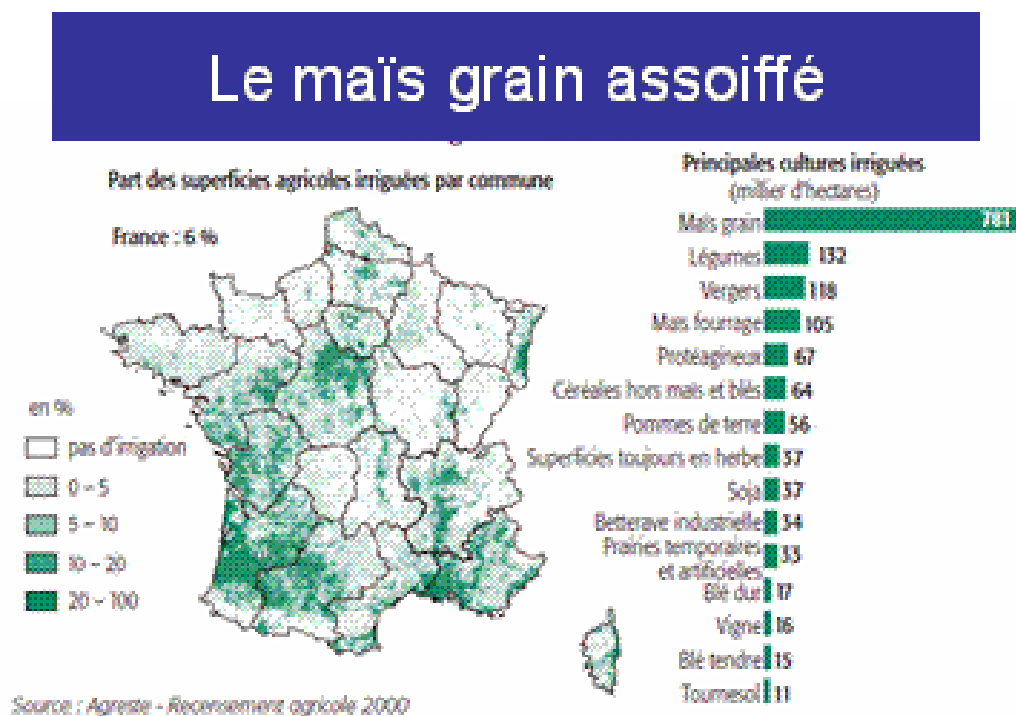 Le maïs grain assoiffé
Part des superficies agricoles irriguées par commune
France : 6 %
en %
pas d'irrigation
0 – 5
5 – 10
10 – 20
20 – 100
Principales cultures irriguées
(millier d'hectares)
Maïs grain 781
Légumes 132
Vergers 118
Maïs fourrage 105
Protéagineux 67
Céréales hors maïs et blés 64
Pommes de terre 56
Superficies toujours en herbe 37
Soja 37
Betterave industrielle 34
Prairies temporaires
et artificielles 33
Blé dur 17
Vigne 16
Blé tendre 15
Tournesol 11
Source : Agreste - Recensement agricole 2000